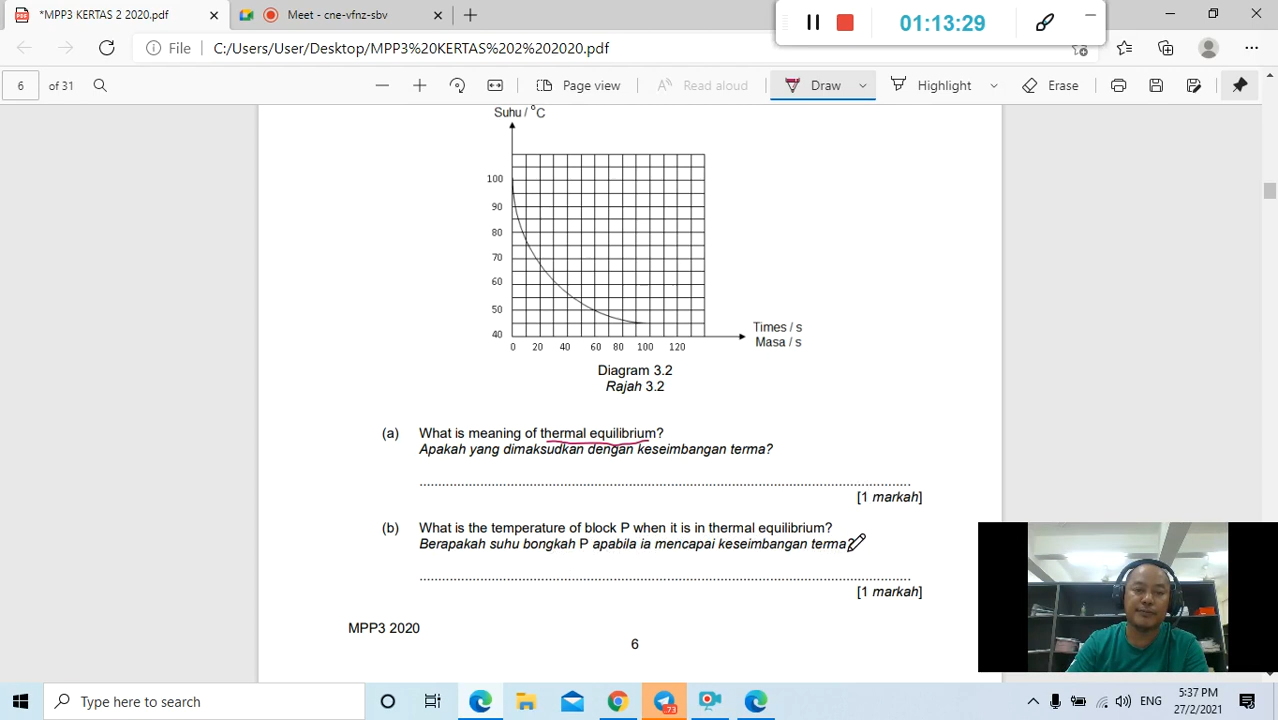 *MPP3 KERTAS 2 2020.pdf
Meet - cne-vfnz-sbv
01:13:29
File
C:/Users/User/Desktop/MPP3%20KERTAS%202%202020.pdf
6 of 31
Page view
Read aloud
Draw
Highlight
Erase
Suhu / °C
100
90
80
70
60
50
40
0 20 40 60 80 100 120
Times / s
Masa / s
Diagram 3.2
Rajah 3.2
(a) What is meaning of thermal equilibrium?
Apakah yang dimaksudkan dengan keseimbangan terma?
[1 markah]
(b) What is the temperature of block P when it is in thermal equilibrium?
Berapakah suhu bongkah P apabila ia mencapai keseimbangan terma?
[1 markah]
MPP3 2020
6
Type here to search
73
ENG
5:37 PM
27/2/2021